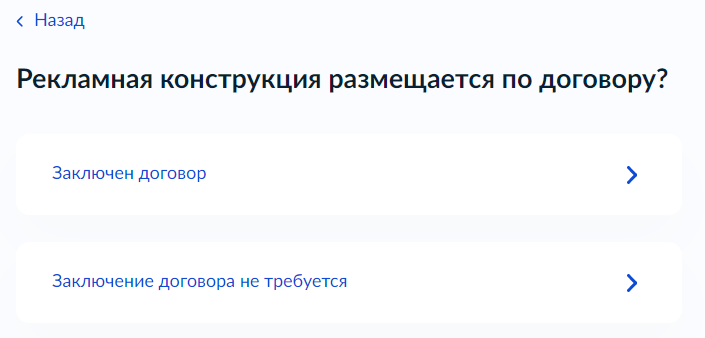 Назад
Рекламная конструкция размещается по договору?
Заключен договор
Заключение договора не требуется